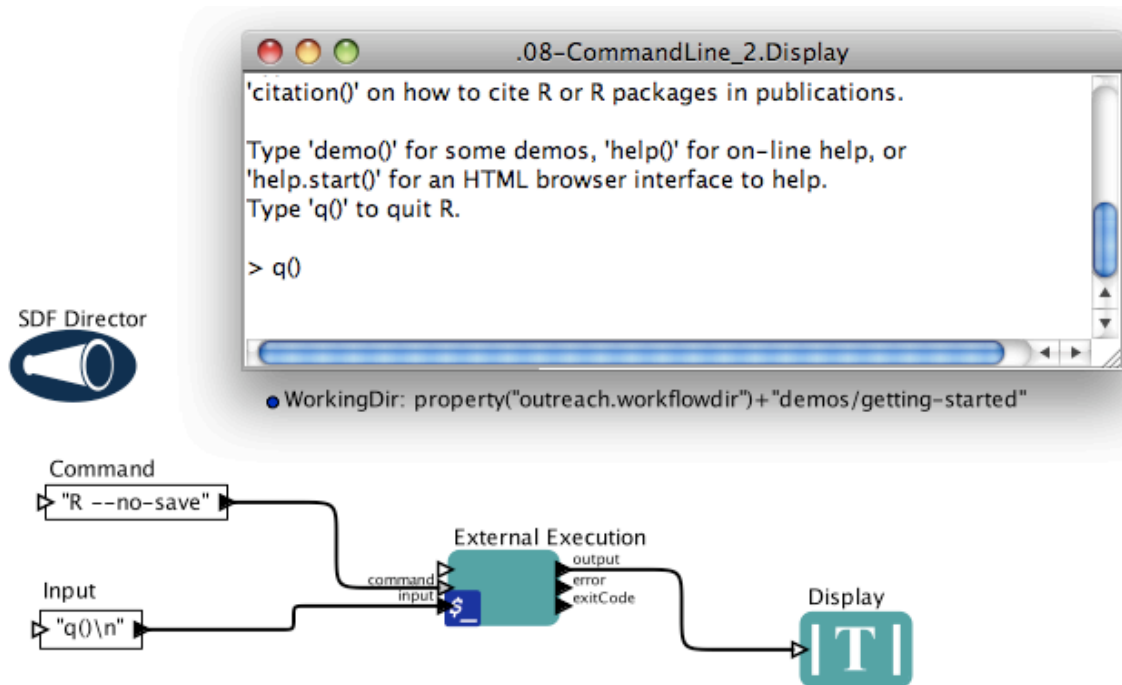 .08-CommandLine_2.Display
'citation()' on how to cite R or R packages in publications.
Type 'demo()' for some demos, 'help()' for on-line help, or
'help.start()' for an HTML browser interface to help.
Type 'q()' to quit R.
> q()
SDF Director
WorkingDir: property("outreach.workflowdir")+"demos/getting-started"
Command
"R --no-save"
External Execution
command
input
output
error
exitCode
$_
Input
"q()\n"
Display
T